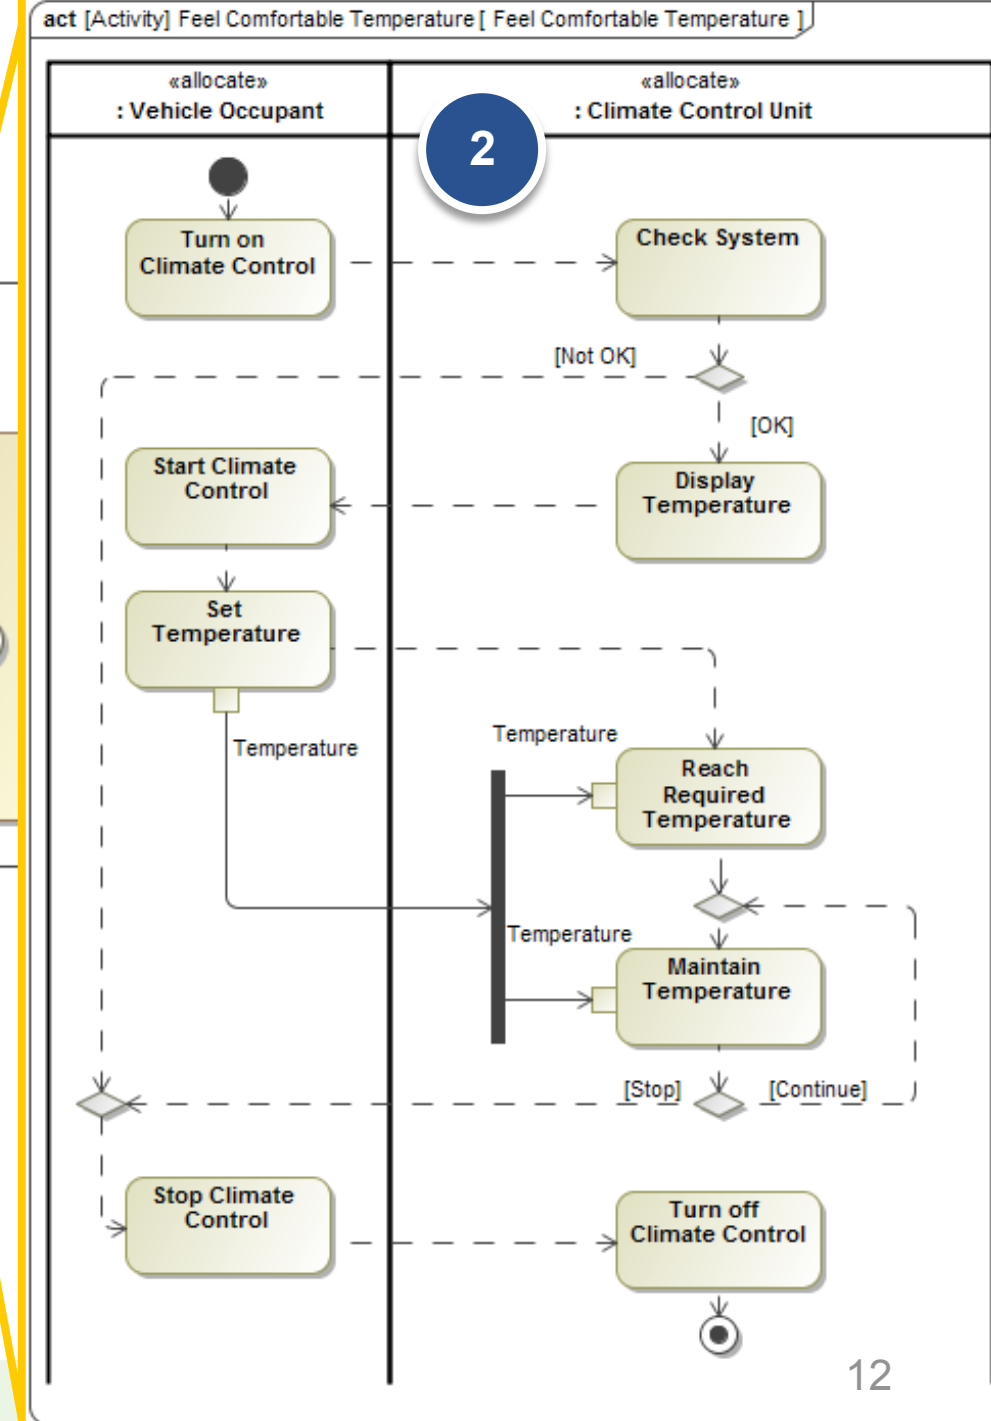 act [Activity] Feel Comfortable Temperature [ Feel Comfortable Temperature ]
«allocate»
: Vehicle Occupant
«allocate»
: Climate Control Unit
2
Turn on
Climate Control
Check System
[Not OK]
[OK]
Start Climate
Control
Display
Temperature
Set
Temperature
Temperature
Temperature
Reach
Required
Temperature
Temperature
Maintain
Temperature
[Stop]
[Continue]
Stop Climate
Control
Turn off
Climate Control
12